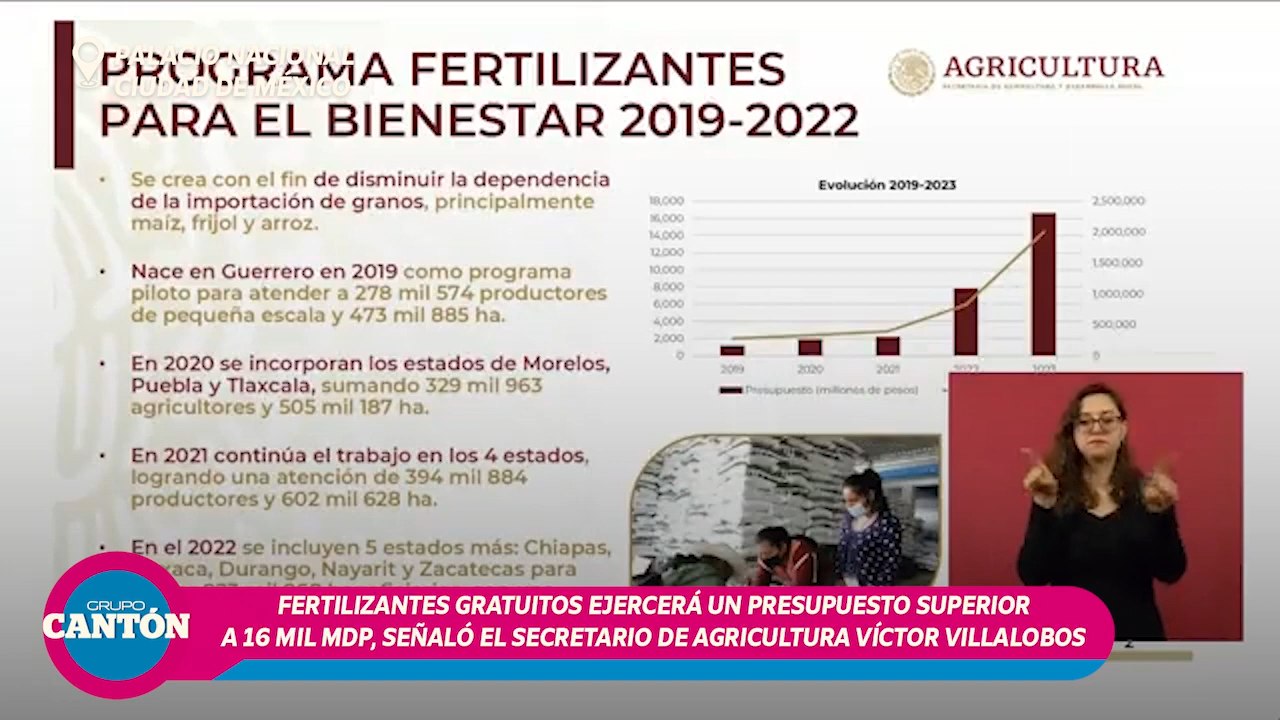 PALACIO NACIONAL
CIUDAD DE MÉXICO
PROGRAMA FERTILIZANTES
PARA EL BIENESTAR 2019-2022
AGRICULTURA
SECRETARÍA DE AGRICULTURA Y DESARROLLO RURAL
• Se crea con el fin de disminuir la dependencia
de la importación de granos, principalmente
maíz, frijol y arroz.
• Nace en Guerrero en 2019 como programa
piloto para atender a 278 mil 574 productores
de pequeña escala y 473 mil 885 ha.
• En 2020 se incorporan los estados de Morelos,
Puebla y Tlaxcala, sumando 329 mil 963
agricultores y 505 mil 187 ha.
• En 2021 continúa el trabajo en los 4 estados,
logrando una atención de 394 mil 884
productores y 602 mil 628 ha.
• En el 2022 se incluyen 5 estados más: Chiapas,
Durango, Nayarit y Zacatecas para
Evolución 2019-2023
18,000
16,000
14,000
12,000
10,000
8,000
6,000
4,000
2,000
0
2,500,000
2,000,000
1,500,000
1,000,000
500,000
0
2019 2020 2021 2022 2023
Presupuesto (millones de pesos)
2
GRUPO
CANTÓN
FERTILIZANTES GRATUITOS EJERCERÁ UN PRESUPUESTO SUPERIOR
A 16 MIL MDP, SEÑALÓ EL SECRETARIO DE AGRICULTURA VÍCTOR VILLALOBOS